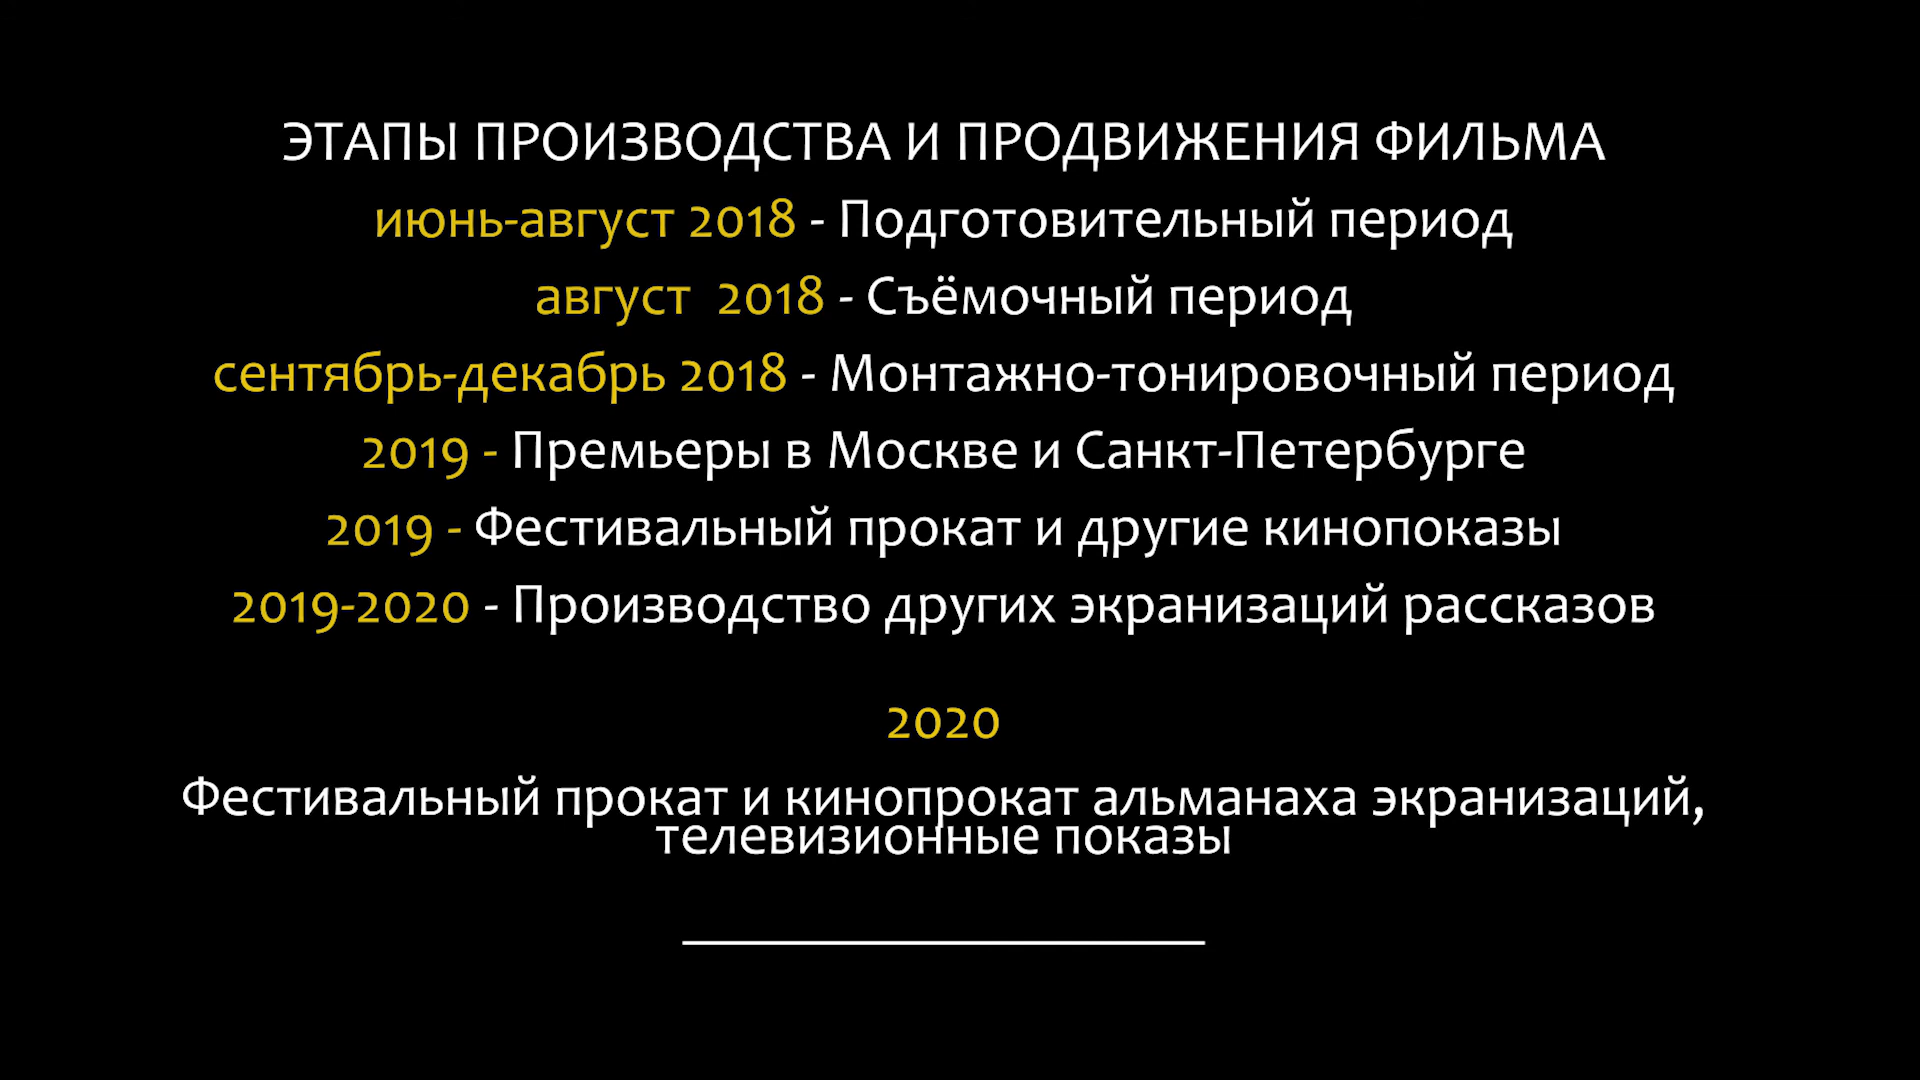 ЭТАПЫ ПРОИЗВОДСТВА И ПРОДВИЖЕНИЯ ФИЛЬМА
июнь-август 2018 - Подготовительный период
август  2018 - Съёмочный период
сентябрь-декабрь 2018 - Монтажно-тонировочный период
2019 - Премьеры в Москве и Санкт-Петербурге
2019 - Фестивальный прокат и другие кинопоказы
2019-2020 - Производство других экранизаций рассказов
2020
Фестивальный прокат и кинопрокат альманаха экранизаций,
телевизионные показы